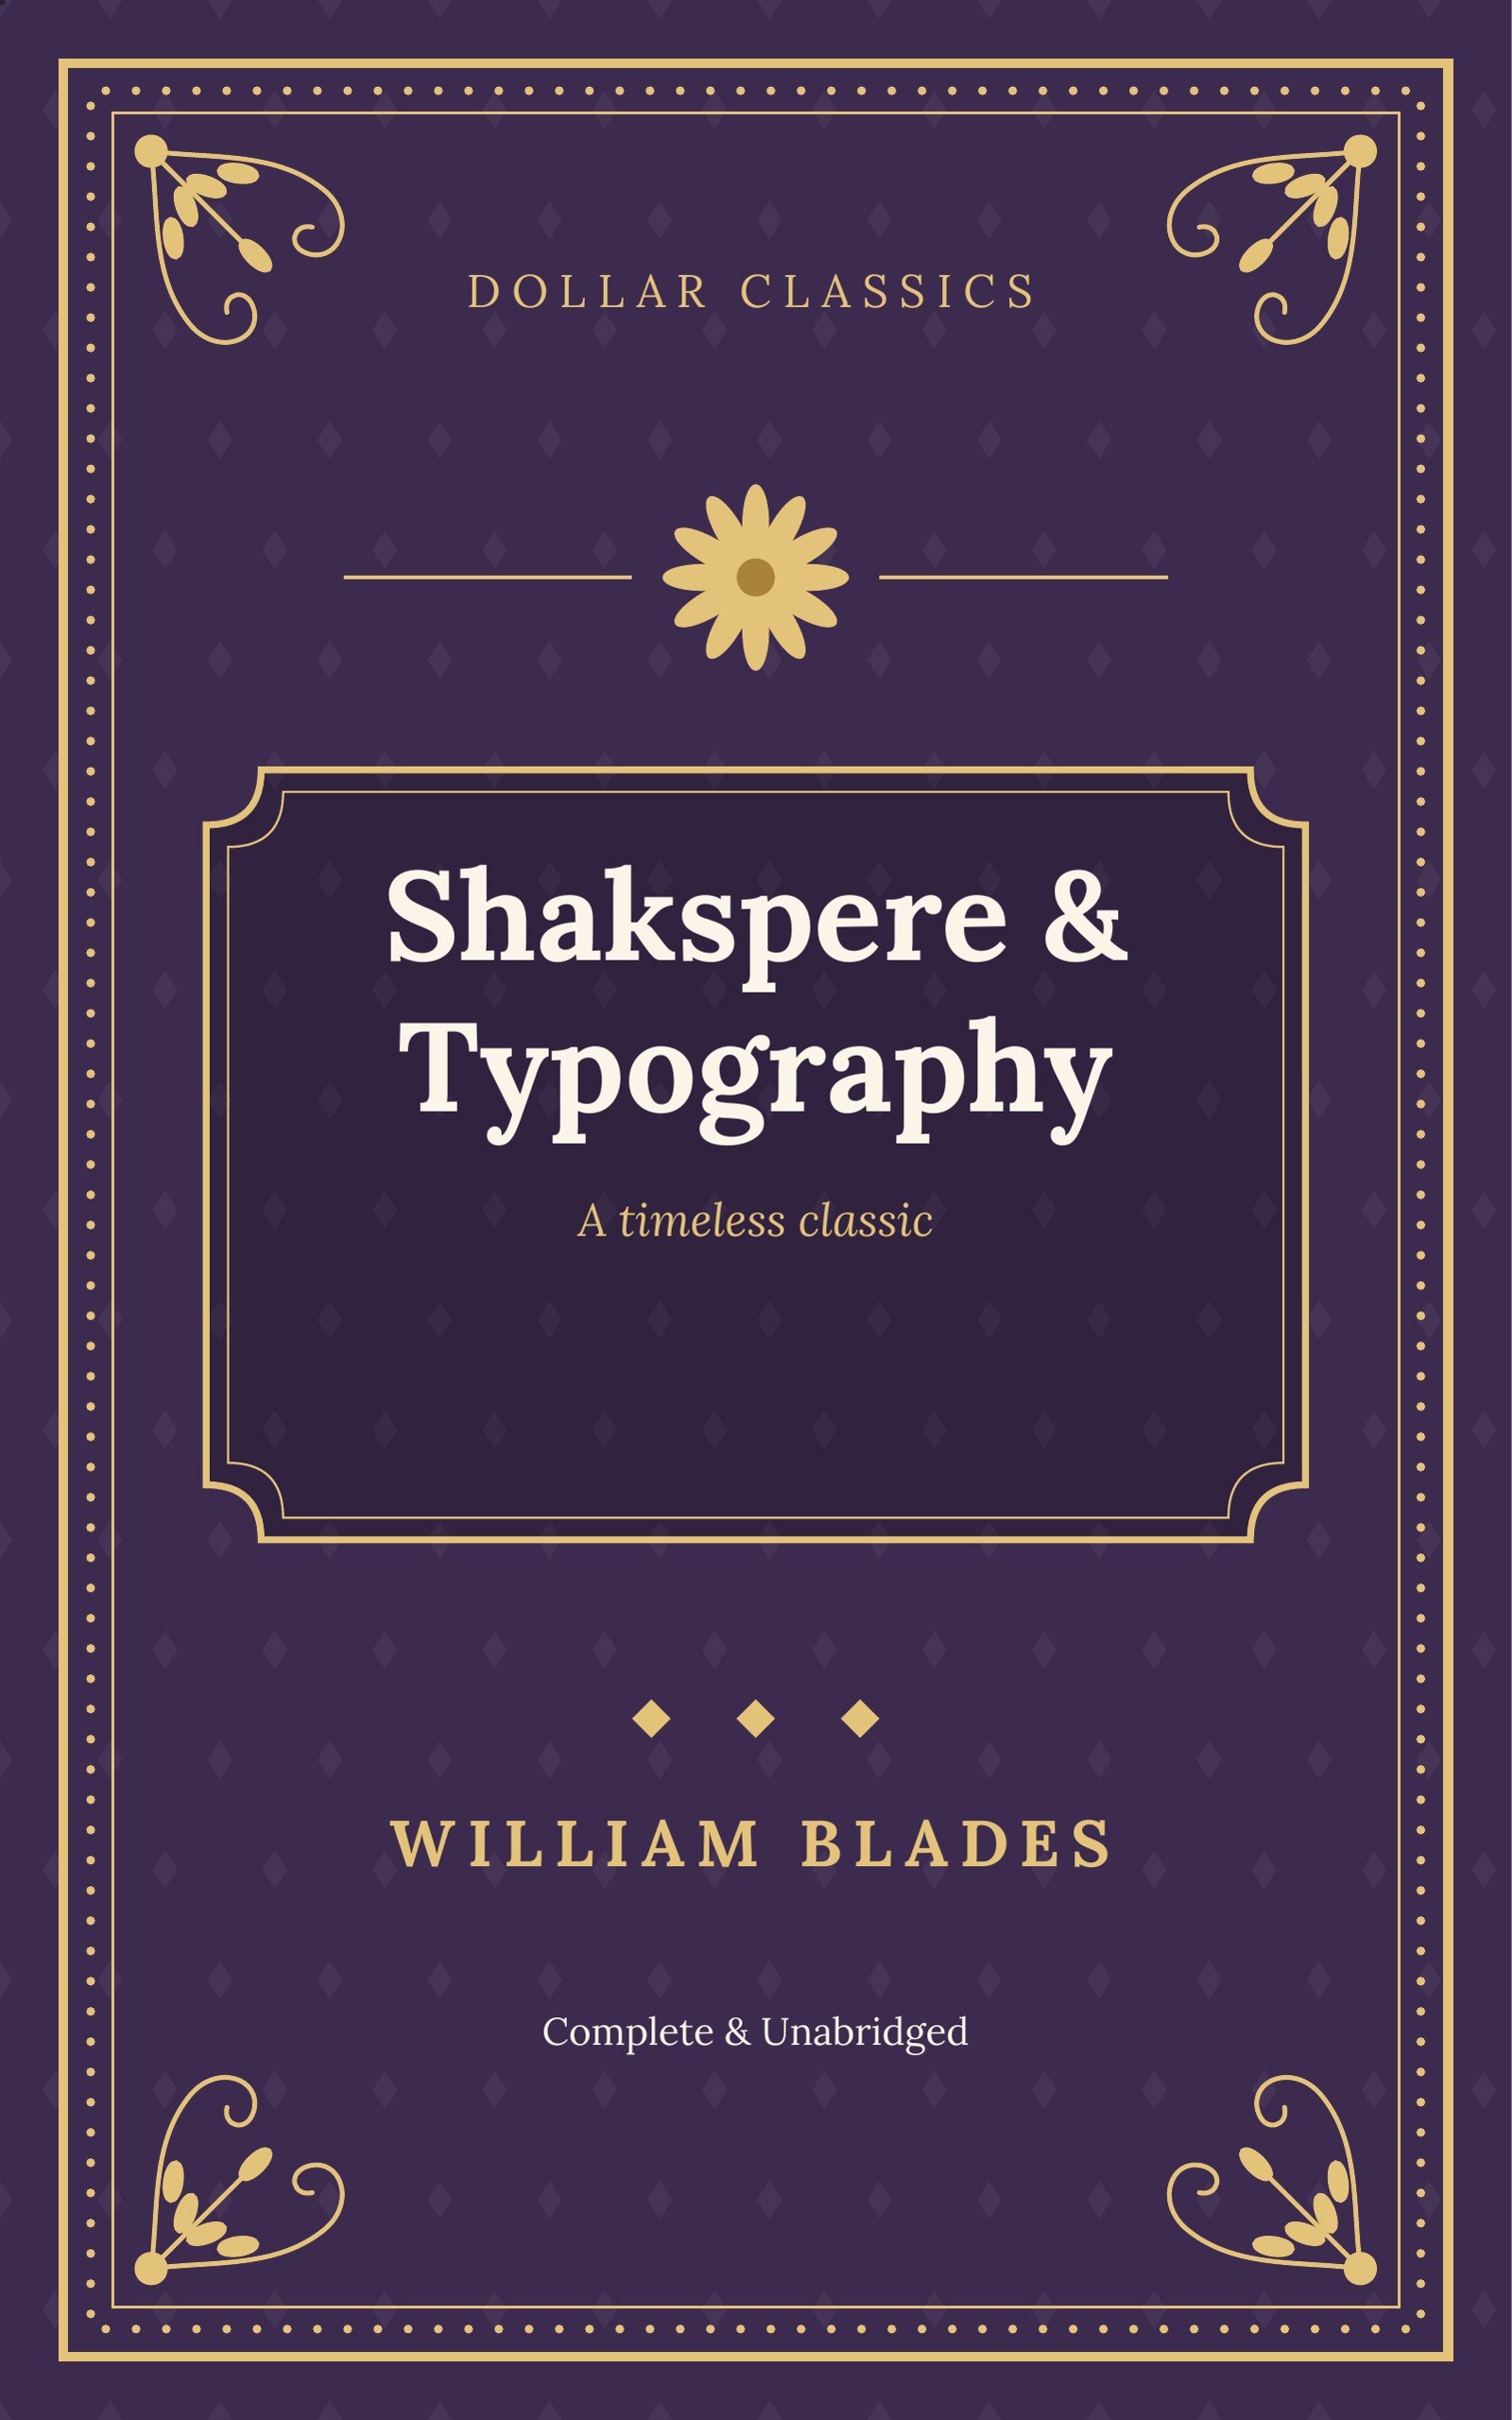 DOLLAR CLASSICS
Shakspere &
Typography
A timeless classic
WILLIAM BLADES
Complete & Unabridged